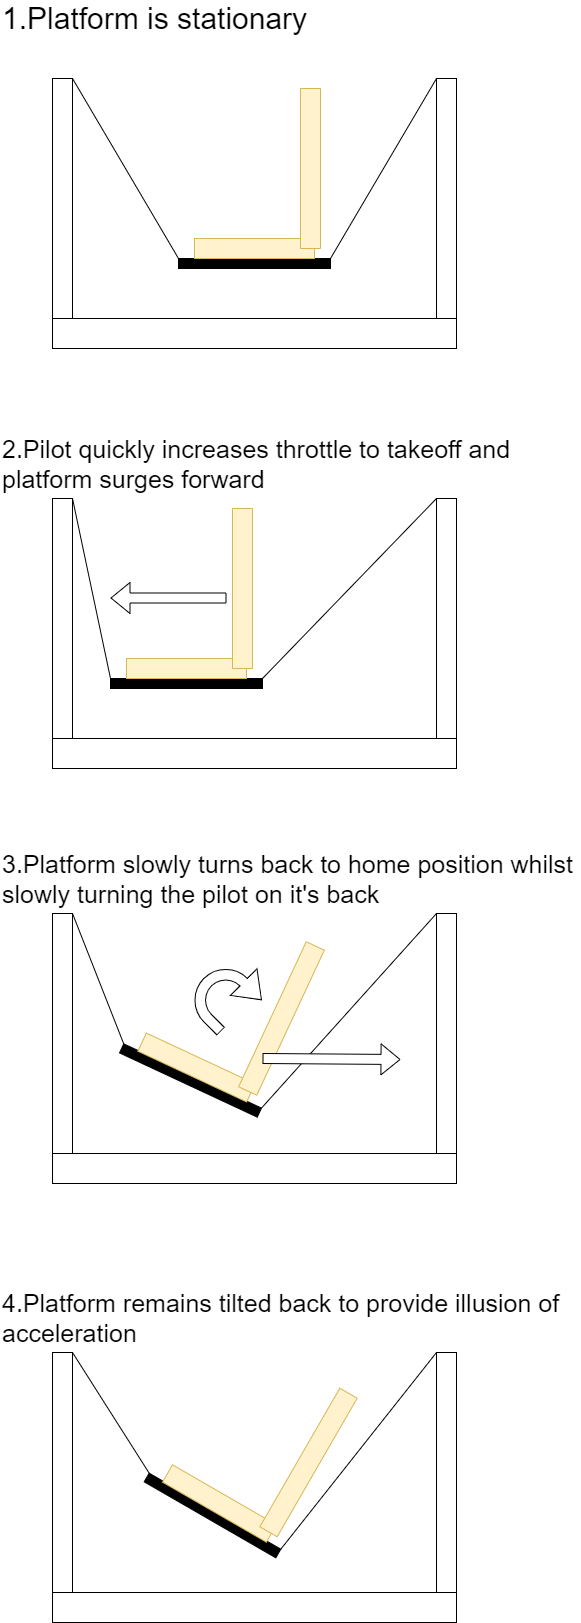 1.Platform is stationary
2.Pilot quickly increases throttle to takeoff and
platform surges forward
3.Platform slowly turns back to home position whilst
slowly turning the pilot on it's back
4.Platform remains tilted back to provide illusion of
acceleration